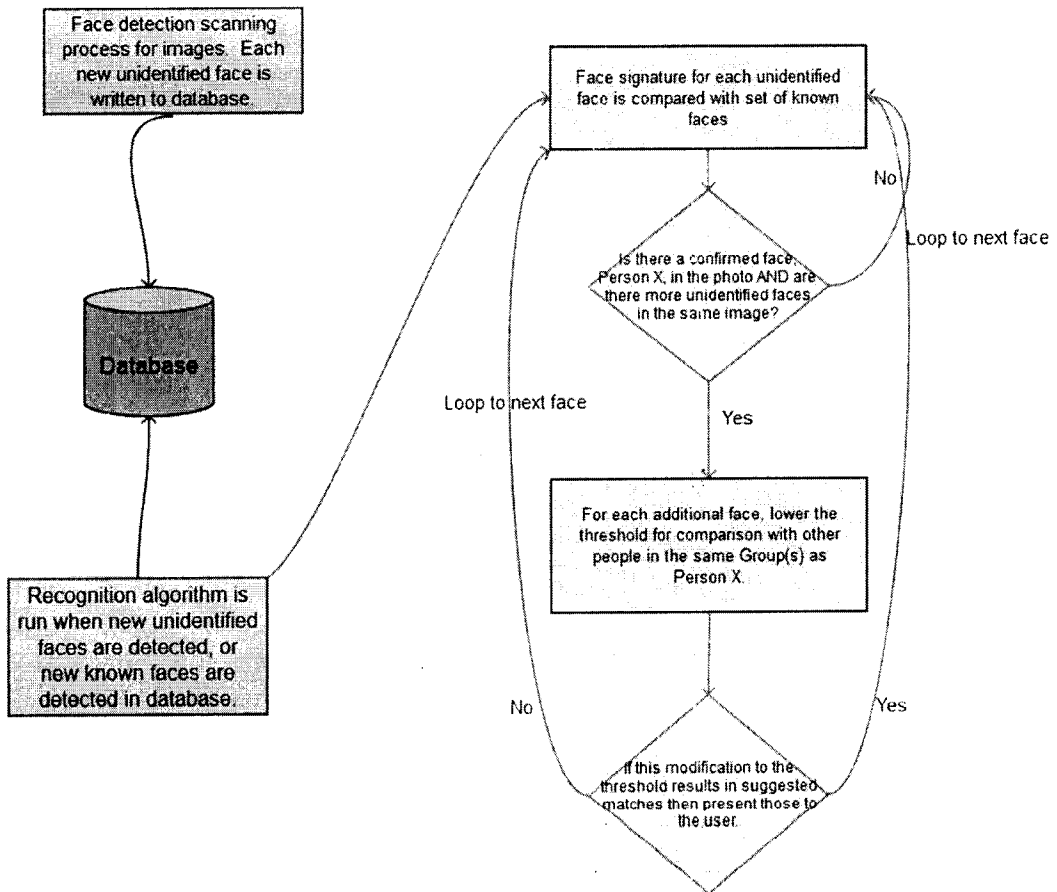 Face detection scanning
process for images. Each
new unidentified face is
written to database.
Database
Recognition algorithm is
run when new unidentified
faces are detected, or
new known faces are
detected in database.
Face signature for each unidentified
face is compared with set of known
faces
No
Loop to next face
Is there a confirmed face,
Person X, in the photo AND are
there more unidentified faces
in the same image?
Loop to next face
Yes
For each additional face, lower the
threshold for comparison with other
people in the same Group(s) as
Person X.
No
Yes
If this modification to the
threshold results in suggested
matches then present those to
the user.